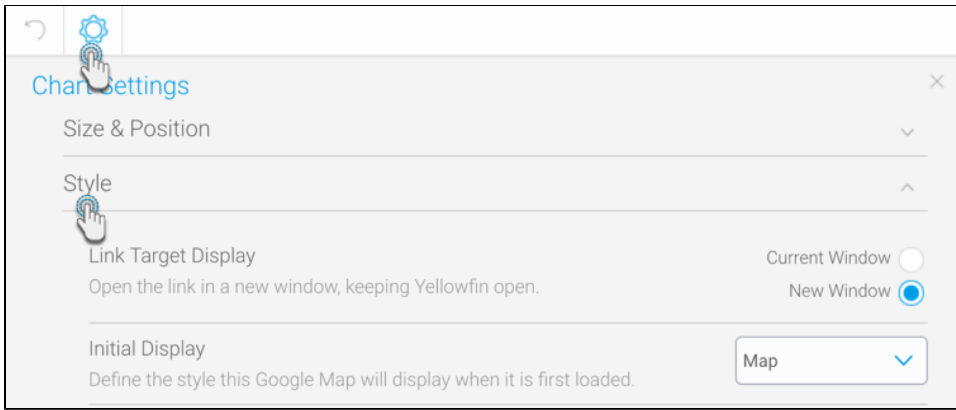 Chart Settings
Size & Position
Style
Link Target Display
Current Window
Open the link in a new window, keeping Yellowfin open.
New Window
Initial Display
Map
Define the style this Google Map will display when it is first loaded.